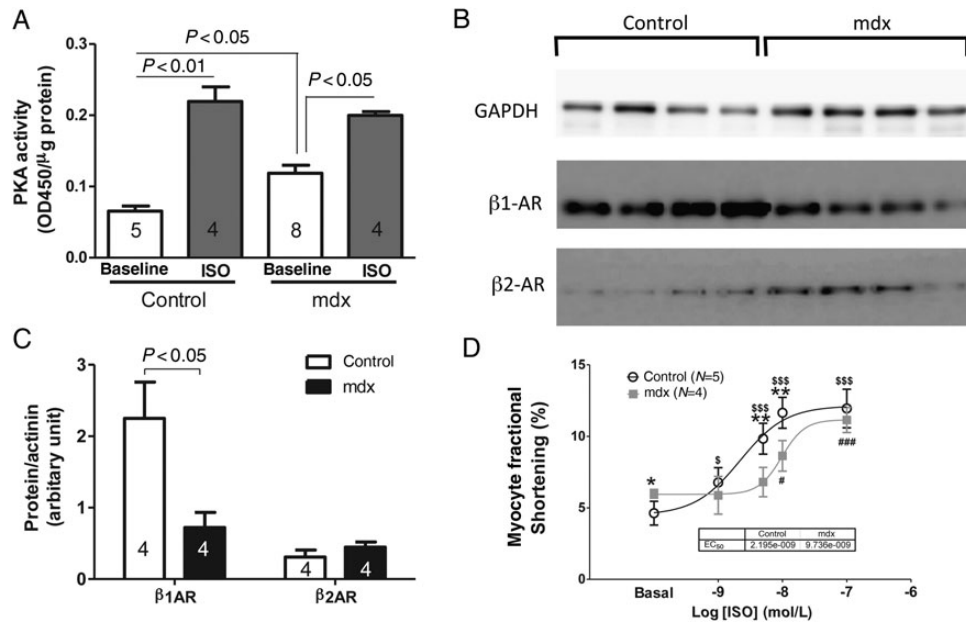 A
PKA activity
(OD450/μg protein)
0.3
0.2
0.1
0.0
P < 0.05
P < 0.01
P < 0.05
5
4
8
4
Baseline
ISO
Baseline
ISO
Control
mdx
B
Control
mdx
GAPDH
β1-AR
β2-AR
C
Protein/actinin
(arbitary unit)
3
2
1
0
P < 0.05
Control
mdx
4
4
4
4
β1AR
β2AR
D
Myocyte fractional
Shortening (%)
15
10
5
0
Control (N=5)
mdx (N=4)
*
$
$$$
**
$$$
**
#
$$$
###
Control mdx
EC50 2.195e-009 9.736e-009
Basal -9 -8 -7 -6
Log [ISO] (mol/L)